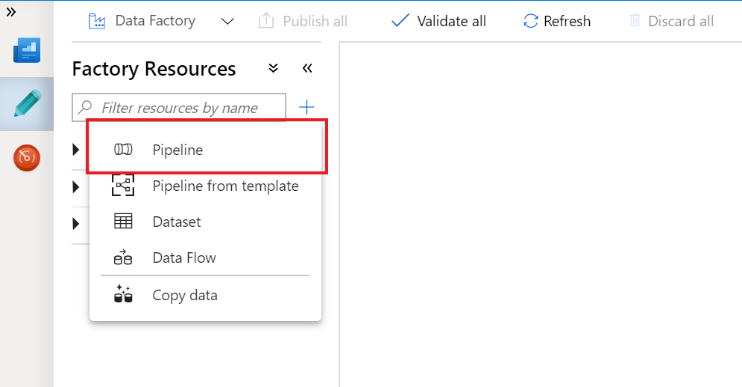 Data Factory Publish all Validate all Refresh Discard all
Factory Resources
Filter resources by name
Pipeline
Pipeline from template
Dataset
Data Flow
Copy data